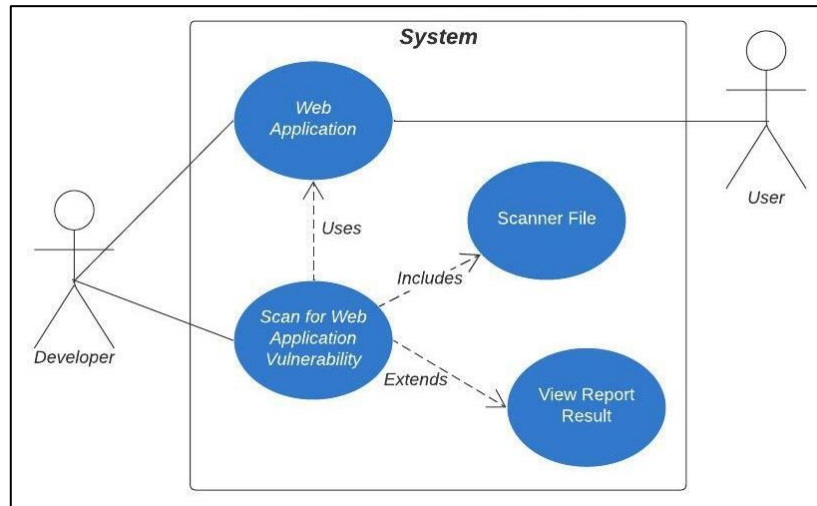 System
Web
Application
User
Scanner File
Uses
Includes
Scan for Web
Application
Vulnerability
Developer
Extends
View Report
Result